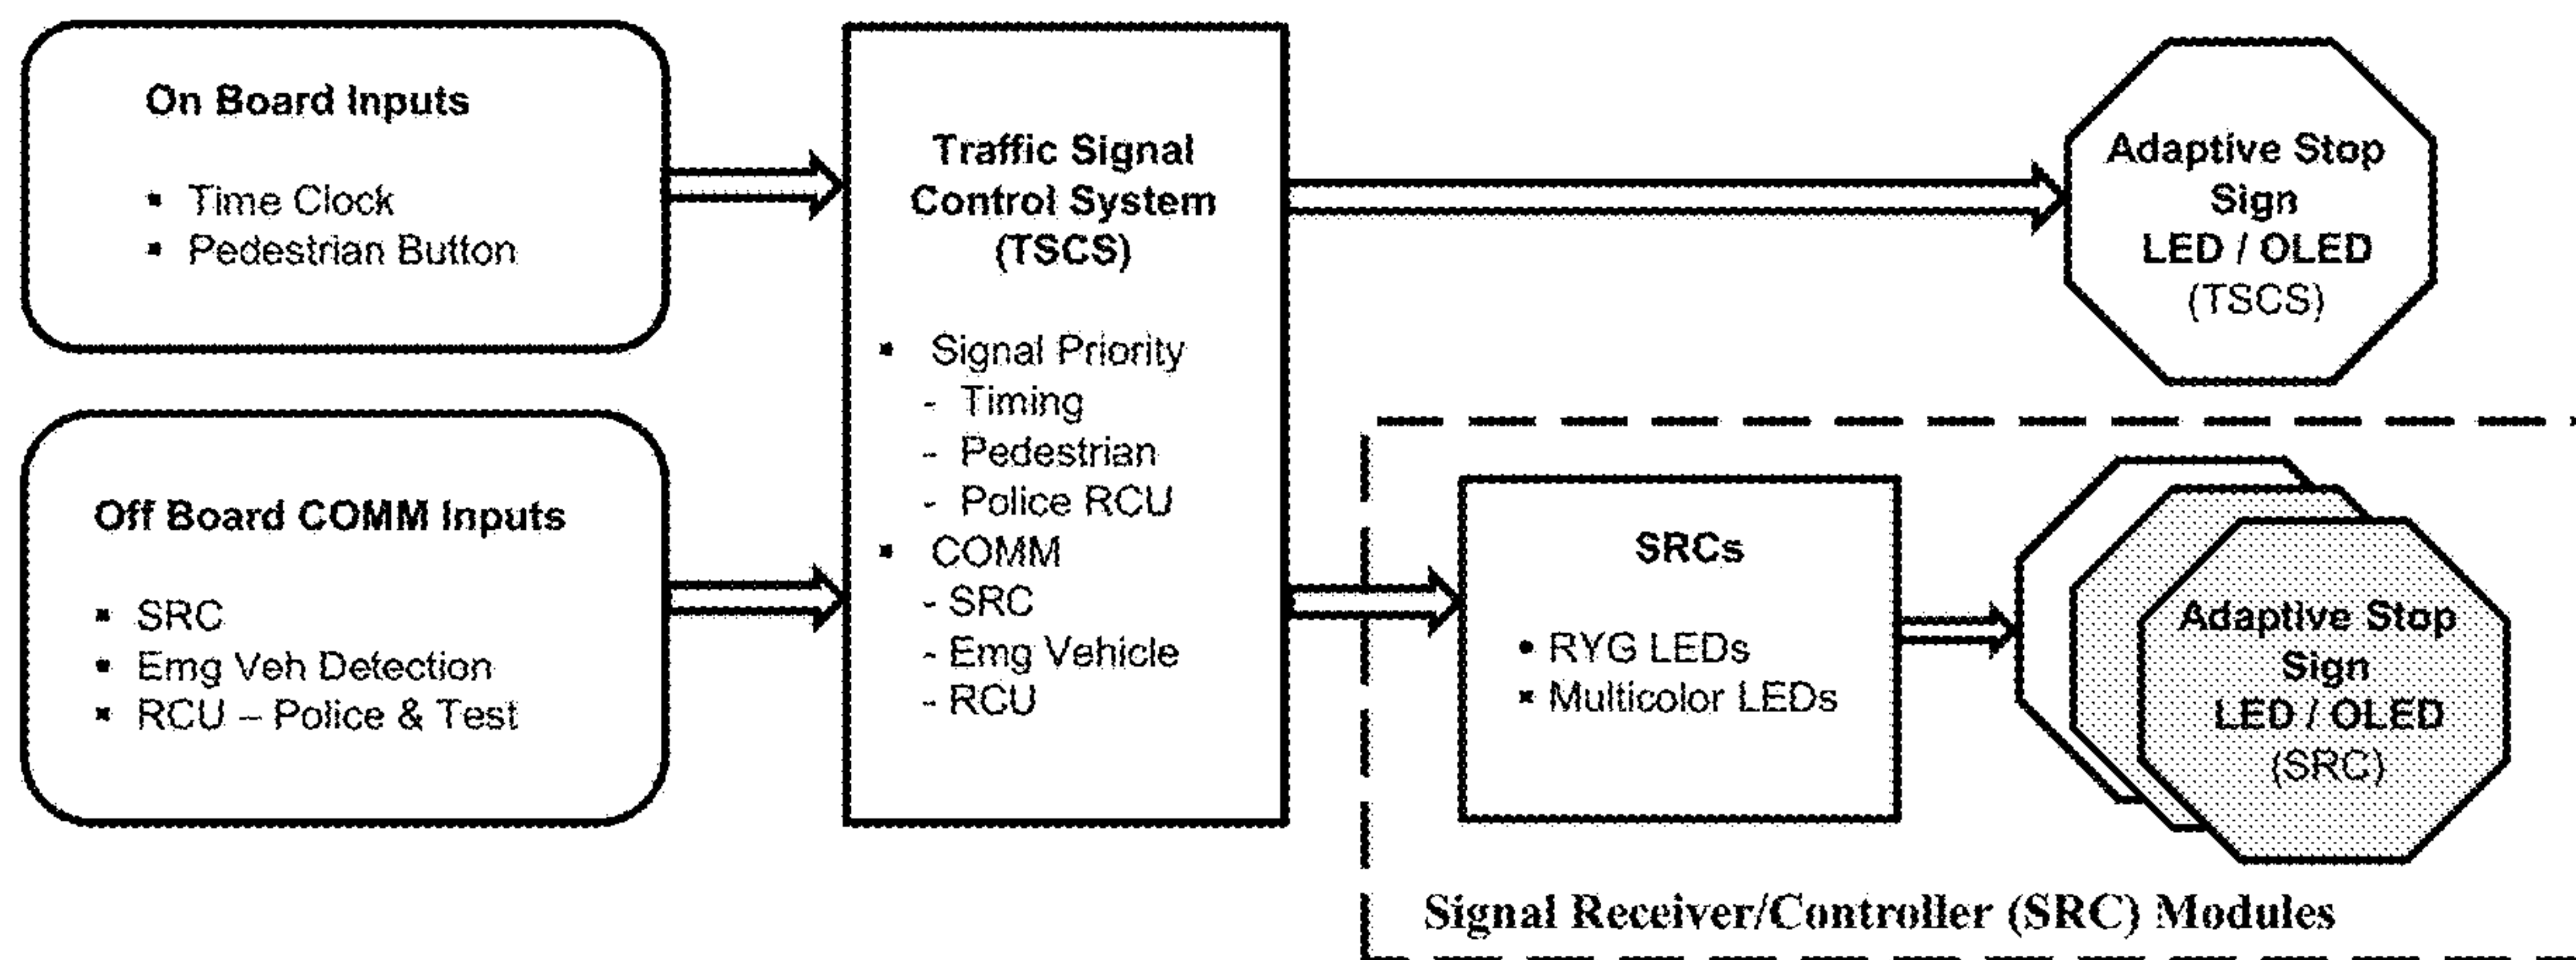 On Board Inputs
▪ Time Clock
▪ Pedestrian Button
Off Board COMM Inputs
▪ SRC
▪ Emg Veh Detection
▪ RCU – Police & Test
Traffic Signal
Control System
(TSCS)
▪ Signal Priority
- Timing
- Pedestrian
- Police RCU
▪ COMM
- SRC
- Emg Vehicle
- RCU
Adaptive Stop
Sign
LED / OLED
(TSCS)
SRCs
• RYG LEDs
▪ Multicolor LEDs
Adaptive Stop
Sign
LED / OLED
(SRC)
Signal Receiver/Controller (SRC) Modules